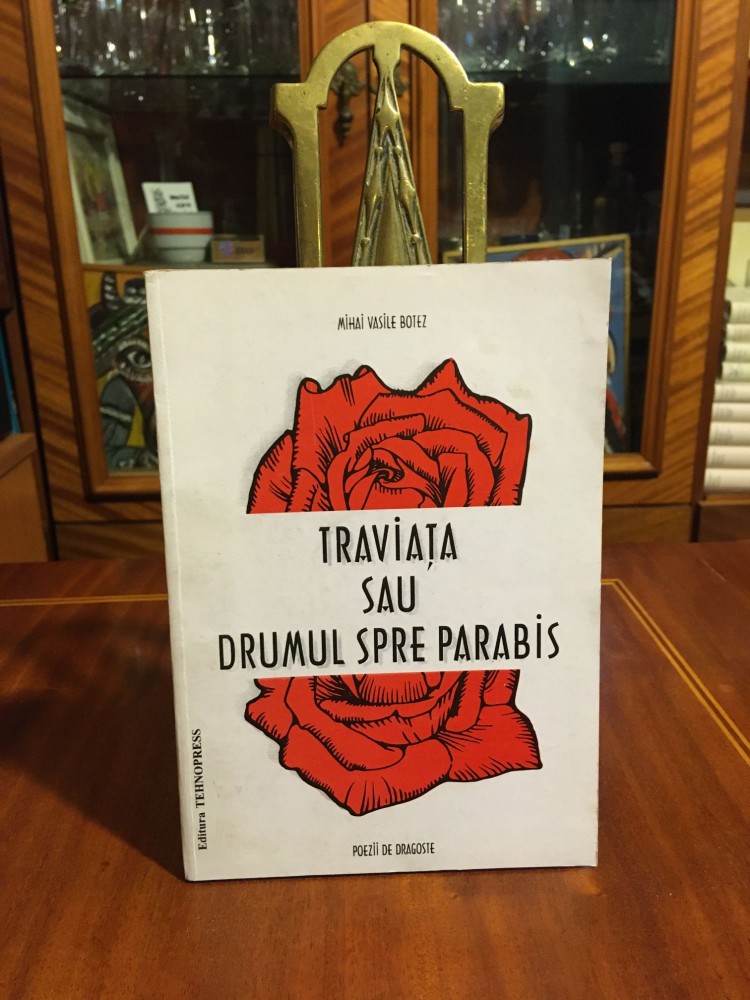 MIHAI VASILE BOTEZ
TRAVIAȚA
SAU
DRUMUL SPRE PARABIS
Editura TEHNOPRESS
POEZII DE DRAGOSTE